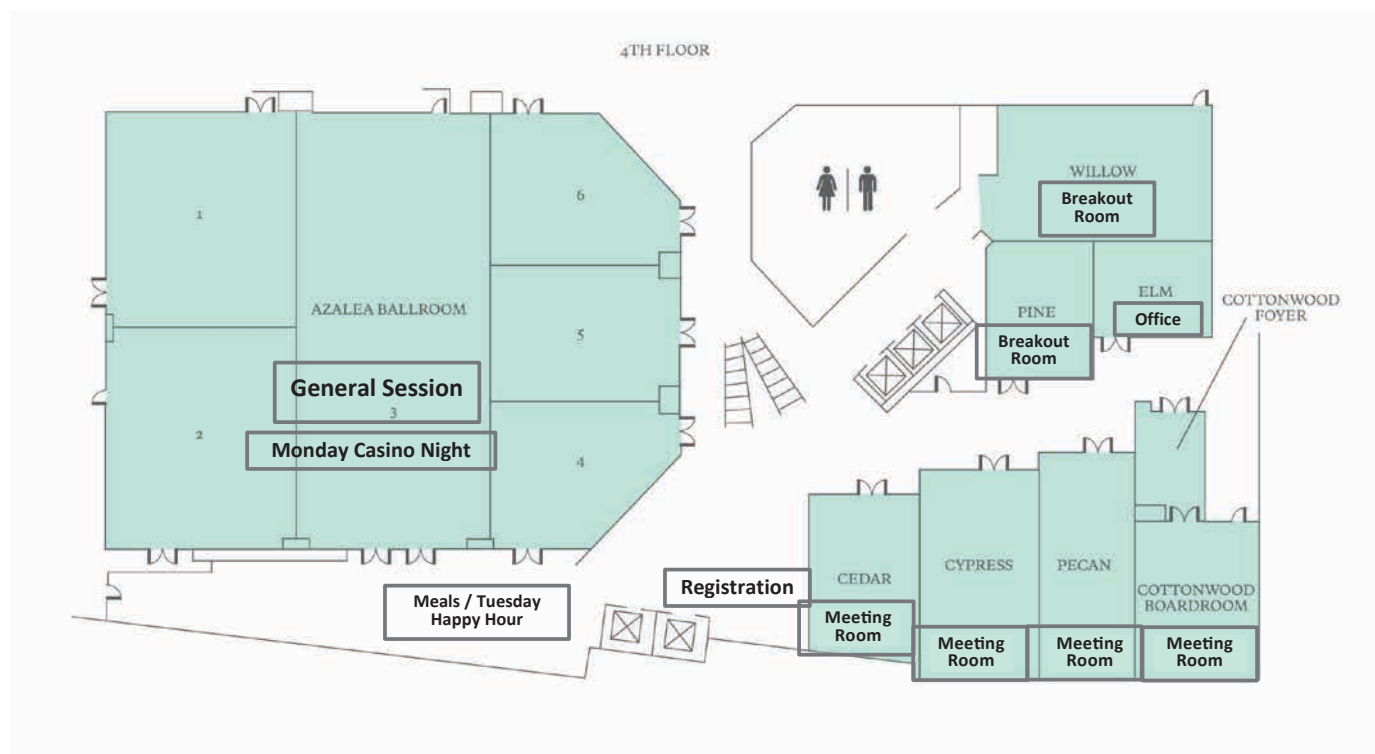 4TH FLOOR
1
AZALEA BALLROOM
General Session
3
Monday Casino Night
2
6
5
4
WILLOW
Breakout
Room
PINE
Breakout
Room
ELM
Office
COTTONWOOD
FOYER
Meals / Tuesday
Happy Hour
Registration
CEDAR
Meeting
Room
CYPRESS
Meeting
Room
PECAN
Meeting
Room
COTTONWOOD
BOARDROOM
Meeting
Room